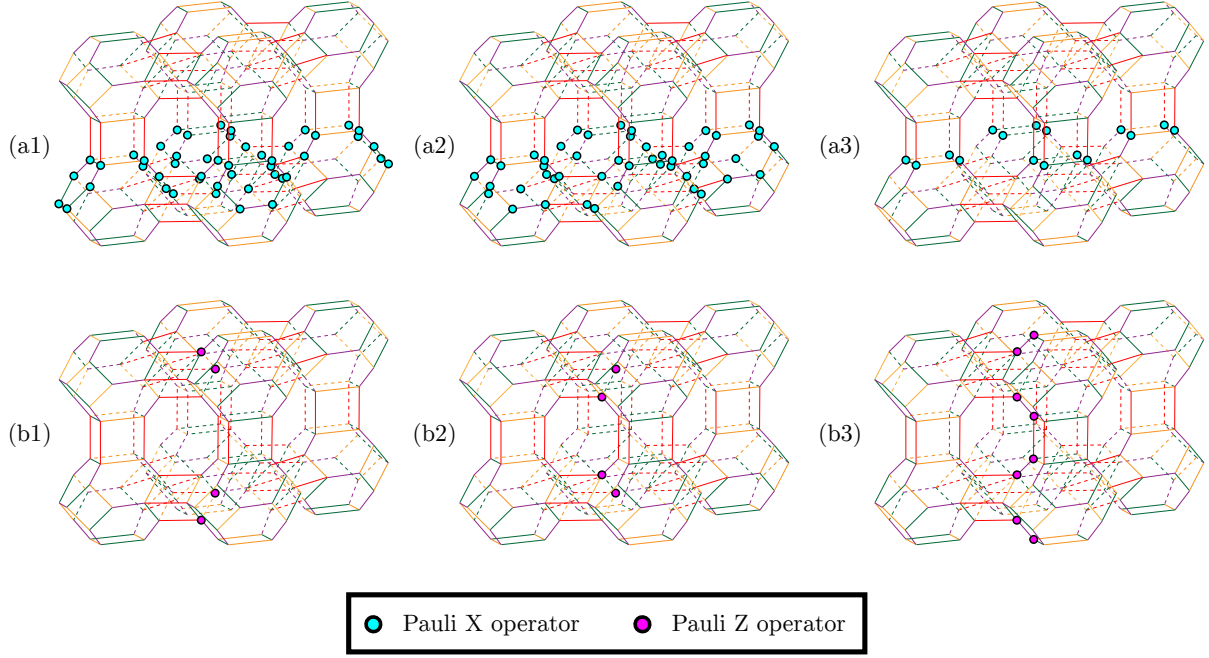 (a1)
(a2)
(a3)
(b1)
(b2)
(b3)
Pauli X operator
Pauli Z operator